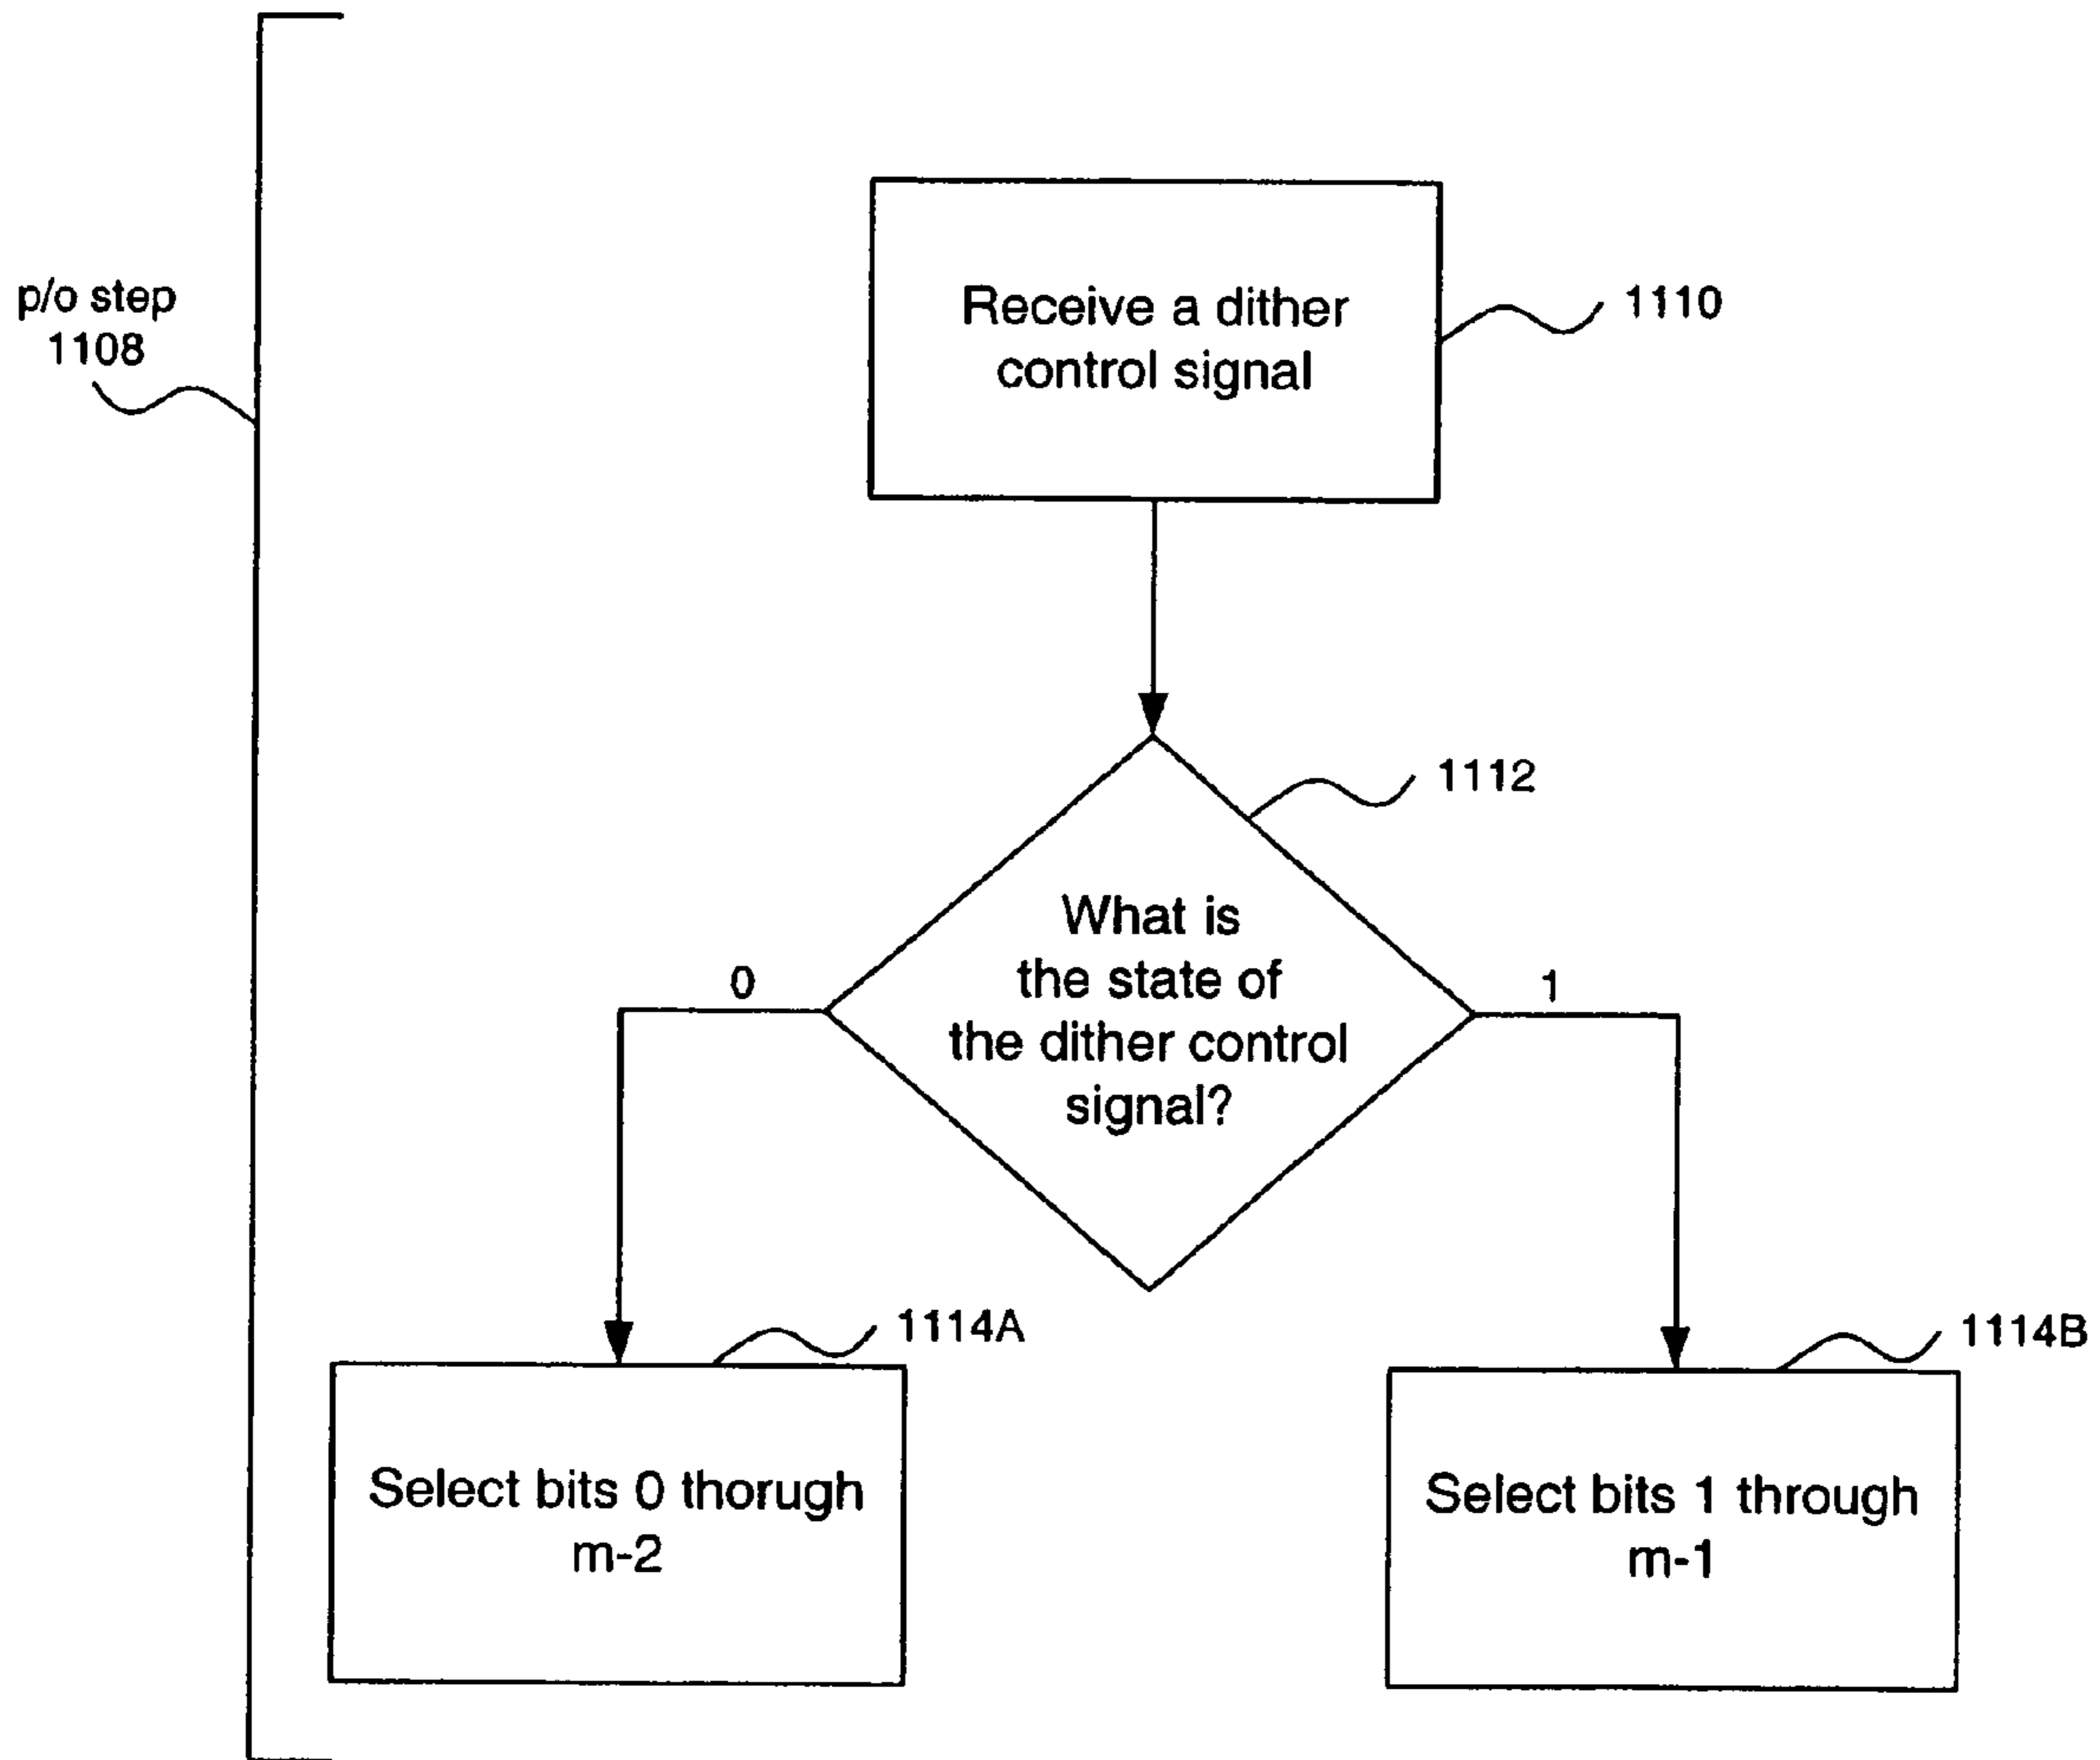 p/o step
1108
Receive a dither
control signal
1110
1112
What is
the state of
the dither control
signal?
0
1
1114A
1114B
Select bits 0 thorugh
m-2
Select bits 1 through
m-1